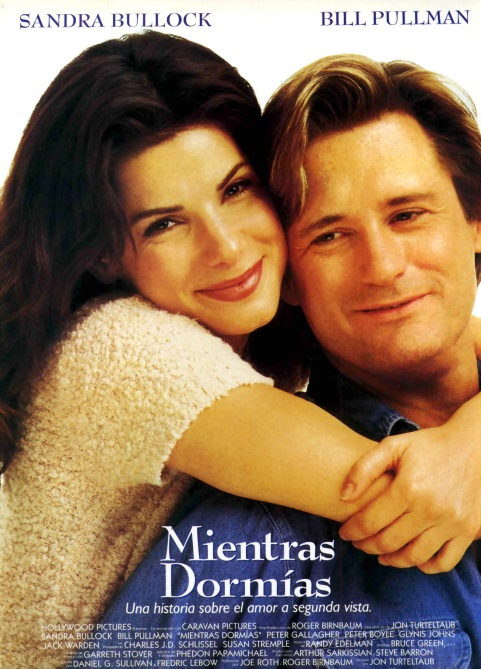 SANDRA BULLOCK BILL PULLMAN
Mientras
Dormías
Una historia sobre el amor a segunda vista.
HOLLYWOOD PICTURES CARAVAN PICTURES ROGER BIRNBAUM JON TURTELTAUB
SANDRA BULLOCK BILL PULLMAN "MIENTRAS DORMÍAS" PETER GALLAGHER PETER BOYLE GLYNIS JOHNS
JACK WARDEN CHARLES J.D. SCHLISSEL SUSAN STREMPLE RANDY EDELMAN BRUCE GREEN
GARRETH STOVER PHEDON PAPAMICHAEL ARTHUR SARKISSIAN STEVE BARRON
DANIEL G. SULLIVAN FREDRIC LEBOW JOE ROTH ROGER BIRNBAUM JON TURTELTAUB